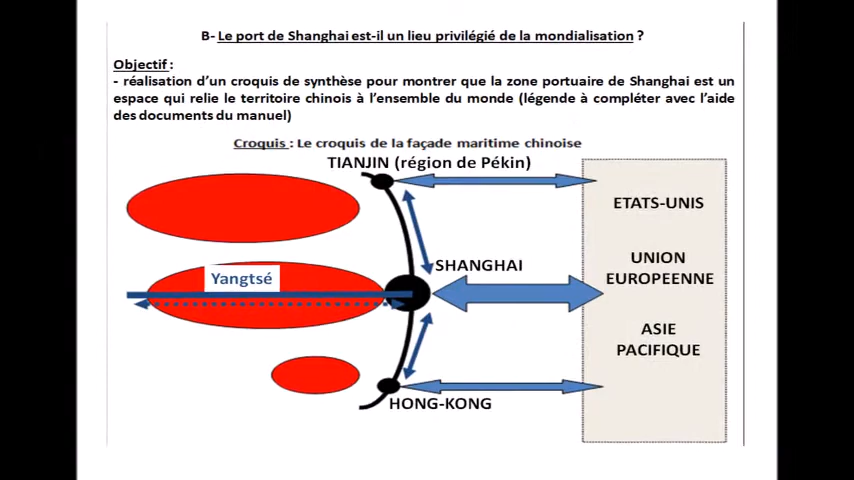 B- Le port de Shanghai est-il un lieu privilégié de la mondialisation ?
Objectif :
- réalisation d'un croquis de synthèse pour montrer que la zone portuaire de Shanghai est un
espace qui relie le territoire chinois à l'ensemble du monde (légende à compléter avec l'aide
des documents du manuel)
Croquis : Le croquis de la façade maritime chinoise
TIANJIN (région de Pékin)
ETATS-UNIS
SHANGHAI
UNION
EUROPEENNE
Yangtsé
ASIE
PACIFIQUE
HONG-KONG